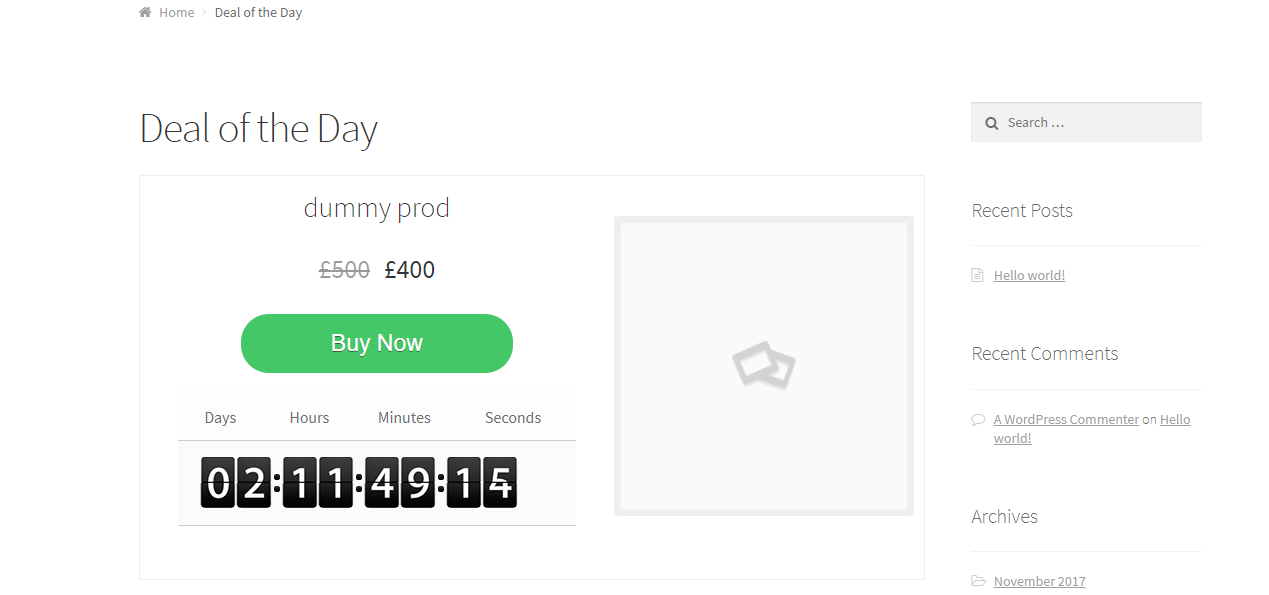 Home > Deal of the Day
Deal of the Day
dummy prod
£500 £400
Buy Now
Days Hours Minutes Seconds
02:11:49:15
Search …
Recent Posts
Hello world!
Recent Comments
A WordPress Commenter on Hello
world!
Archives
November 2017